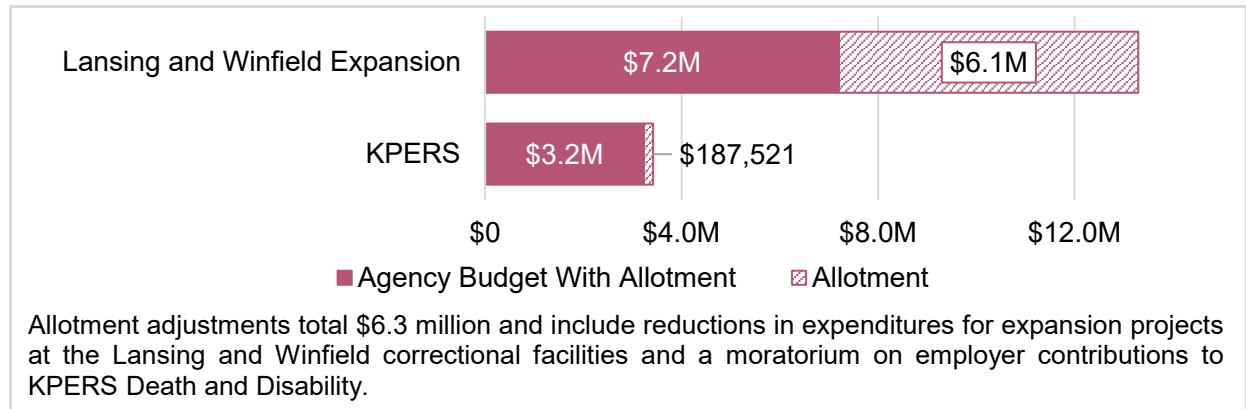 Lansing and Winfield Expansion $7.2M $6.1M
KPERS $3.2M $187,521
$0 $4.0M $8.0M $12.0M
Agency Budget With Allotment Allotment
Allotment adjustments total $6.3 million and include reductions in expenditures for expansion projects
at the Lansing and Winfield correctional facilities and a moratorium on employer contributions to
KPERS Death and Disability.